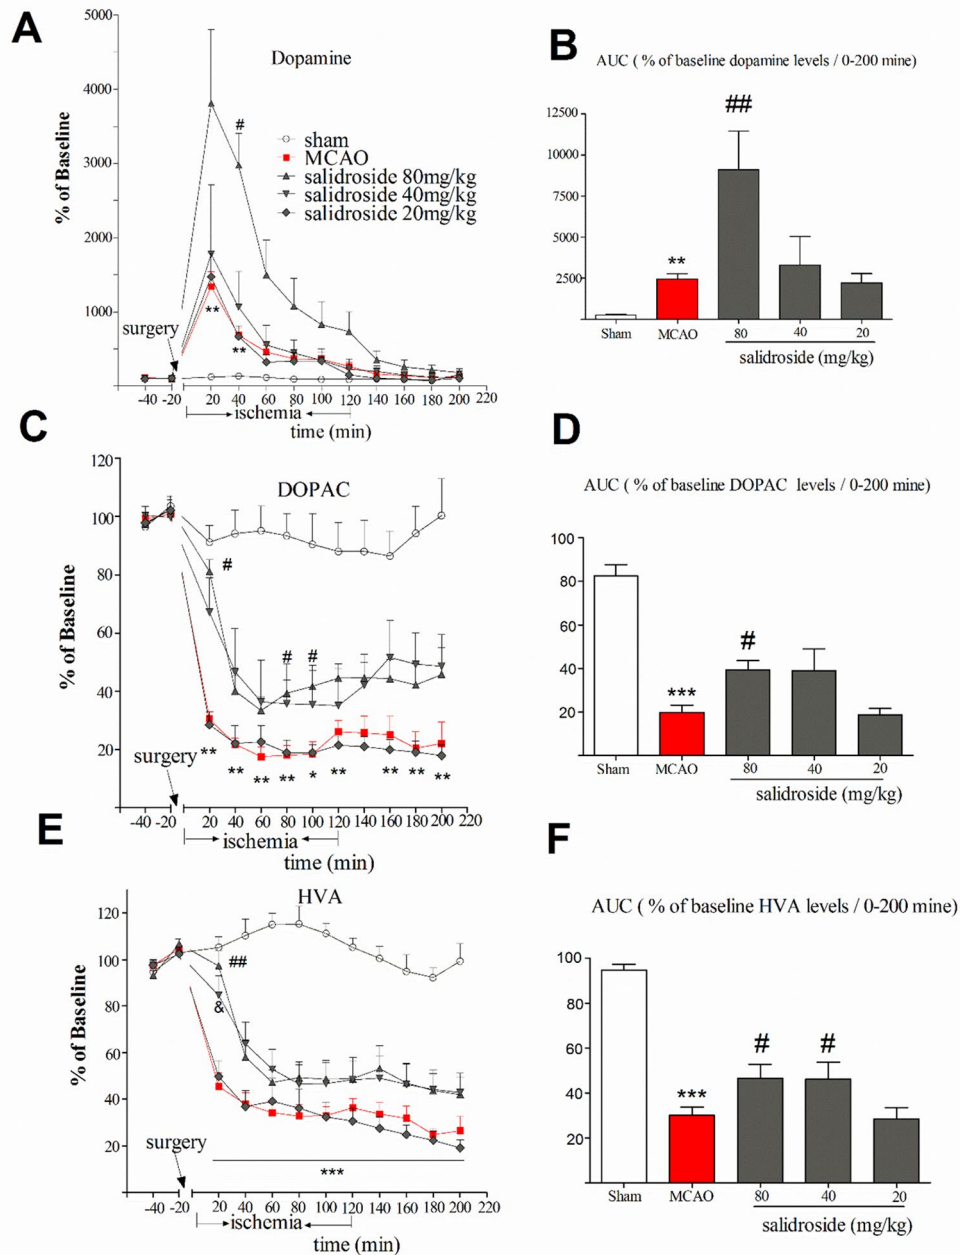 A
5000
4000
3000
2000
1000
% of Baseline
Dopamine
#
sham
MCAO
salidroside 80mg/kg
salidroside 40mg/kg
salidroside 20mg/kg
**
**
surgery
-40 -20 20 40 60 80 100 120 140 160 180 200 220
ischemia
time (min)
B
AUC ( % of baseline dopamine levels / 0-200 mine)
12500
10000
7500
5000
2500
##
**
Sham MCAO 80 40 20
salidroside (mg/kg)
C
120
100
80
60
40
20
% of Baseline
DOPAC
#
# #
surgery
** ** ** ** * ** ** ** **
-40 -20 20 40 60 80 100 120 140 160 180 200 220
ischemia
time (min)
D
AUC ( % of baseline DOPAC levels / 0-200 mine)
100
80
60
40
20
#
***
Sham MCAO 80 40 20
salidroside (mg/kg)
E
120
100
80
60
40
20
% of Baseline
HVA
##
&
surgery
***
-40 -20 20 40 60 80 100 120 140 160 180 200 220
ischemia
time (min)
F
AUC ( % of baseline HVA levels / 0-200 mine)
100
80
60
40
20
# #
***
Sham MCAO 80 40 20
salidroside (mg/kg)